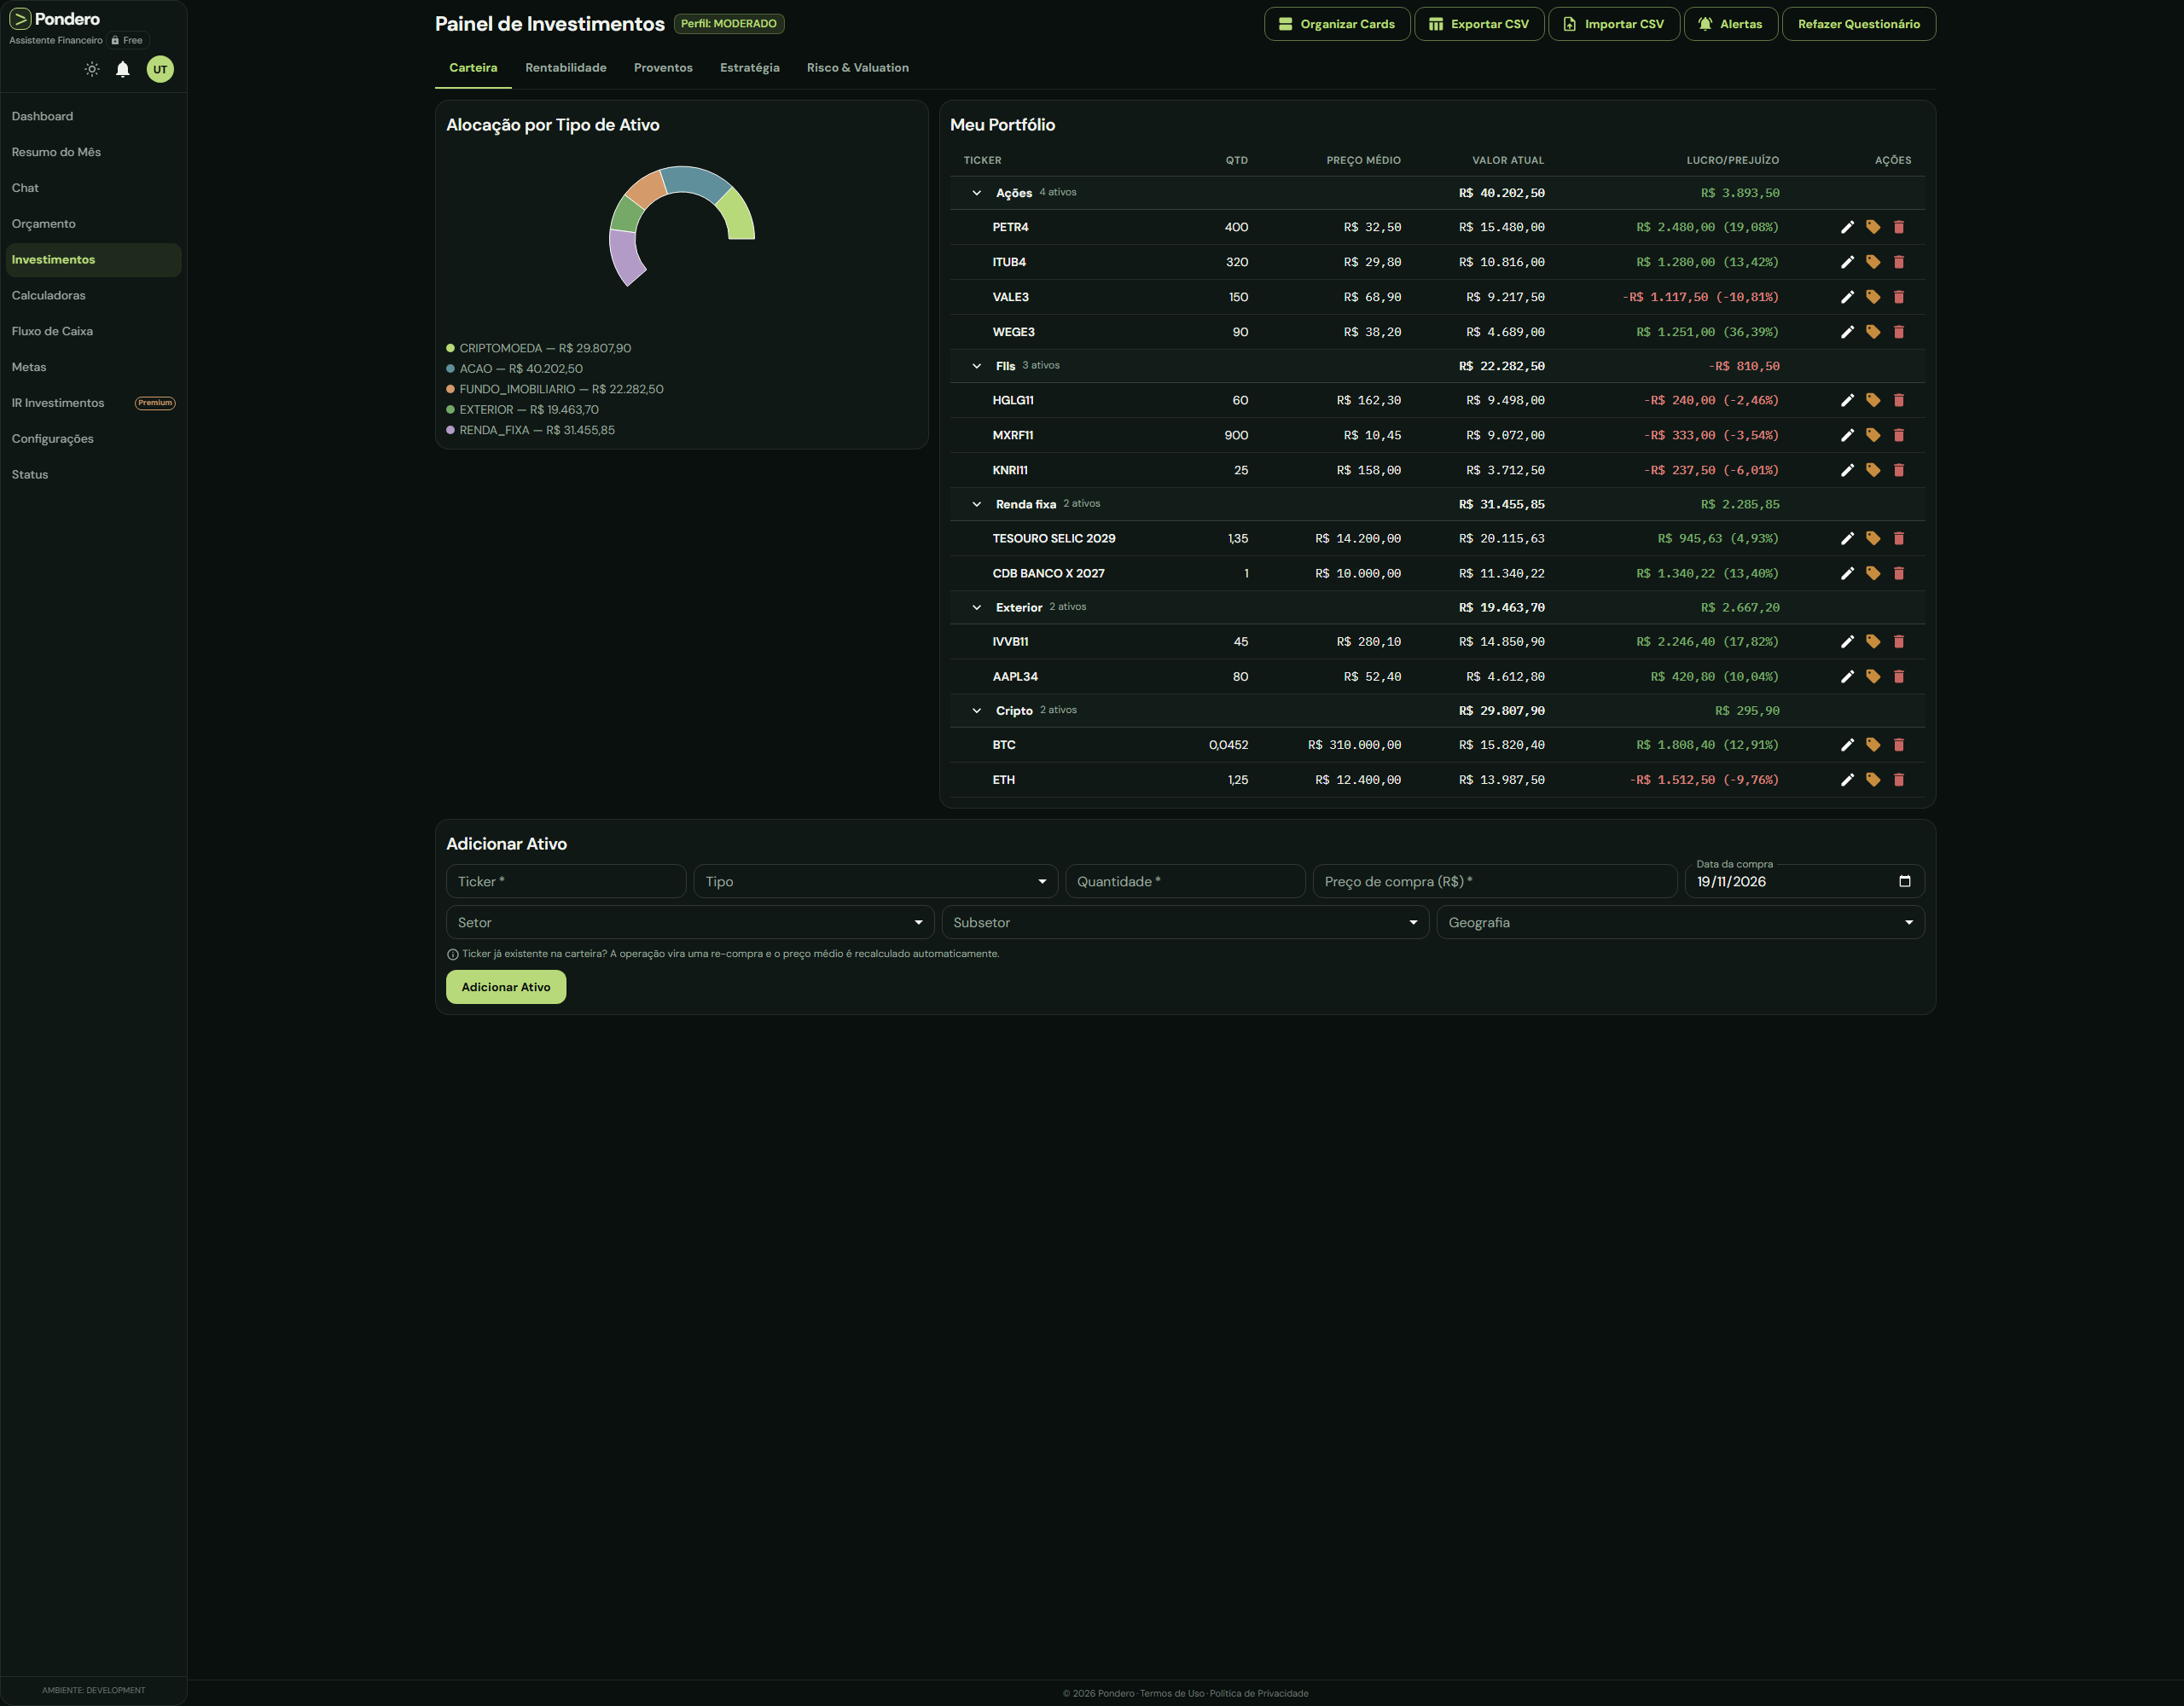 Pondero
Assistente Financeiro Free
UT
Dashboard
Resumo do Mês
Chat
Orçamento
Investimentos
Calculadoras
Fluxo de Caixa
Metas
IR Investimentos Premium
Configurações
Status
AMBIENTE: DEVELOPMENT
Painel de Investimentos Perfil: MODERADO
Organizar Cards Exportar CSV Importar CSV Alertas Refazer Questionário
Carteira Rentabilidade Proventos Estratégia Risco & Valuation
Alocação por Tipo de Ativo
CRIPTOMOEDA — R$ 29.807,90
ACAO — R$ 40.202,50
FUNDO_IMOBILIARIO — R$ 22.282,50
EXTERIOR — R$ 19.463,70
RENDA_FIXA — R$ 31.455,85
Meu Portfólio
TICKER QTD PREÇO MÉDIO VALOR ATUAL LUCRO/PREJUÍZO AÇÕES
Ações 4 ativos R$ 40.202,50 R$ 3.893,50
PETR4 400 R$ 32,50 R$ 15.480,00 R$ 2.480,00 (19,08%)
ITUB4 320 R$ 29,80 R$ 10.816,00 R$ 1.280,00 (13,42%)
VALE3 150 R$ 68,90 R$ 9.217,50 -R$ 1.117,50 (-10,81%)
WEGE3 90 R$ 38,20 R$ 4.689,00 R$ 1.251,00 (36,39%)
FIIs 3 ativos R$ 22.282,50 -R$ 810,50
HGLG11 60 R$ 162,30 R$ 9.498,00 -R$ 240,00 (-2,46%)
MXRF11 900 R$ 10,45 R$ 9.072,00 -R$ 333,00 (-3,54%)
KNRI11 25 R$ 158,00 R$ 3.712,50 -R$ 237,50 (-6,01%)
Renda fixa 2 ativos R$ 31.455,85 R$ 2.285,85
TESOURO SELIC 2029 1,35 R$ 14.200,00 R$ 20.115,63 R$ 945,63 (4,93%)
CDB BANCO X 2027 1 R$ 10.000,00 R$ 11.340,22 R$ 1.340,22 (13,40%)
Exterior 2 ativos R$ 19.463,70 R$ 2.667,20
IVVB11 45 R$ 280,10 R$ 14.850,90 R$ 2.246,40 (17,82%)
AAPL34 80 R$ 52,40 R$ 4.612,80 R$ 420,80 (10,04%)
Cripto 2 ativos R$ 29.807,90 R$ 295,90
BTC 0,0452 R$ 310.000,00 R$ 15.820,40 R$ 1.808,40 (12,91%)
ETH 1,25 R$ 12.400,00 R$ 13.987,50 -R$ 1.512,50 (-9,76%)
Adicionar Ativo
Ticker * Tipo Quantidade * Preço de compra (R$) * Data da compra
19/11/2026
Setor Subsetor Geografia
Ticker já existente na carteira? A operação vira uma re-compra e o preço médio é recalculado automaticamente.
Adicionar Ativo
© 2026 Pondero · Termos de Uso · Política de Privacidade